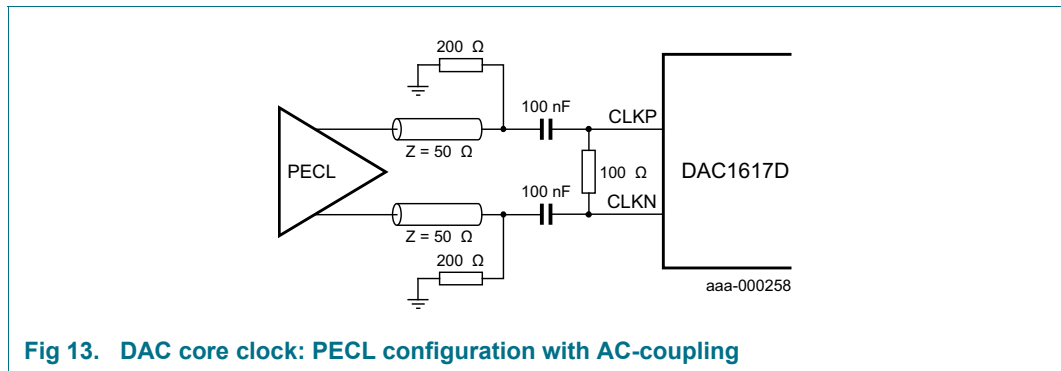 200 Ω
100 nF
CLKP
Z = 50 Ω
PECL
100 Ω
DAC1617D
100 nF
CLKN
Z = 50 Ω
200 Ω
aaa-000258
Fig 13. DAC core clock: PECL configuration with AC-coupling